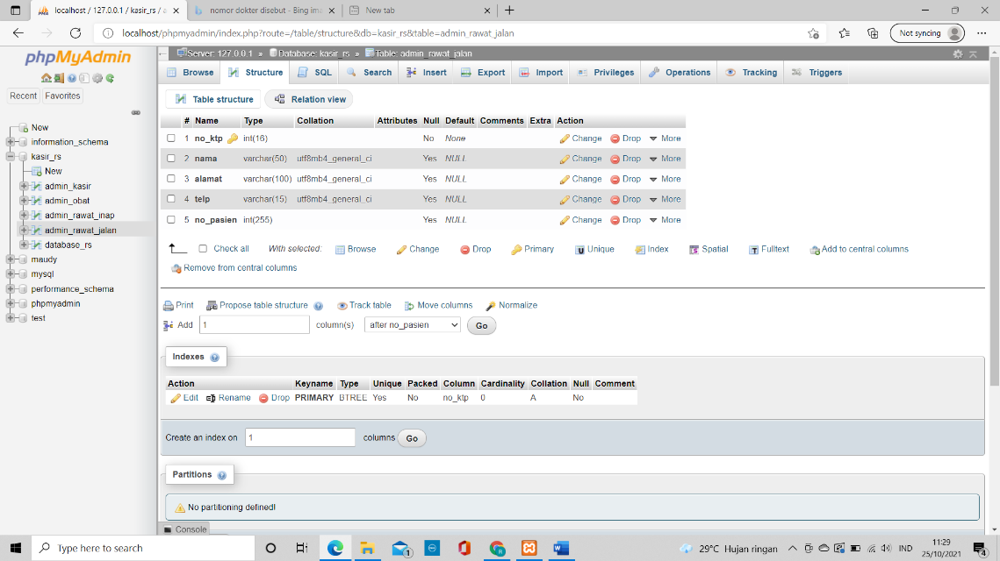 localhost / 127.0.0.1 / kasir_rs / a
nomor dokter disebut - Bing ima
New tab
localhost/phpmyadmin/index.php?route=/table/structure&db=kasir_rs&table=admin_rawat_jalan
Not syncing
phpMyAdmin
Recent Favorites
New
information_schema
kasir_rs
New
admin_kasir
admin_obat
admin_rawat_inap
admin_rawat_jalan
database_rs
maudy
mysql
performance_schema
phpmyadmin
test
Server: 127.0.0.1 » Database: kasir_rs » Table: admin_rawat_jalan
Browse Structure SQL Search Insert Export Import Privileges Operations Tracking Triggers
Table structure Relation view
# Name Type Collation Attributes Null Default Comments Extra Action
1 no_ktp int(16) No None Change Drop More
2 nama varchar(50) utf8mb4_general_ci Yes NULL Change Drop More
3 alamat varchar(100) utf8mb4_general_ci Yes NULL Change Drop More
4 telp varchar(15) utf8mb4_general_ci Yes NULL Change Drop More
5 no_pasien int(255) Yes NULL Change Drop More
Check all With selected: Browse Change Drop Primary Unique Index Spatial Fulltext Add to central columns
Remove from central columns
Print Propose table structure Track table Move columns Normalize
Add 1 column(s) after no_pasien Go
Indexes
Action Keyname Type Unique Packed Column Cardinality Collation Null Comment
Edit Rename Drop PRIMARY BTREE Yes No no_ktp 0 A No
Create an index on 1 columns Go
Partitions
No partitioning defined!
Console
Type here to search
29°C Hujan ringan
IND
11:29
25/10/2021